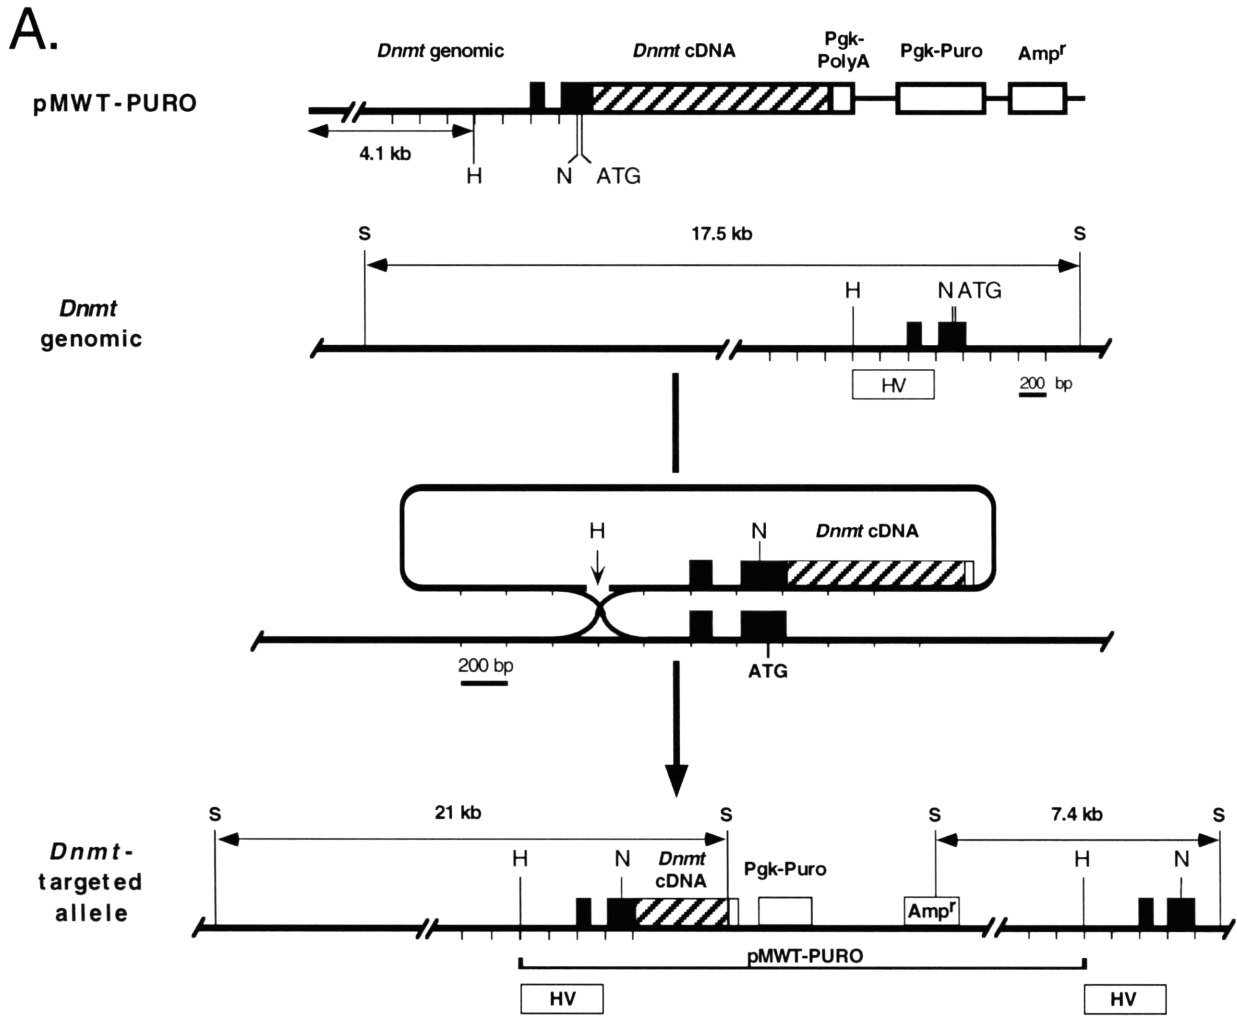 A.
Dnmt genomic
Dnmt cDNA
Pgk-
PolyA
Pgk-Puro
Ampr
pMWT-PURO
4.1 kb
H
N
ATG
S
17.5 kb
S
Dnmt
genomic
H
N ATG
HV
200 bp
H
N
Dnmt cDNA
200 bp
ATG
S
21 kb
S
S
7.4 kb
S
Dnmt-
targeted
allele
H
N
Dnmt
cDNA
Pgk-Puro
Ampr
H
N
pMWT-PURO
HV
HV